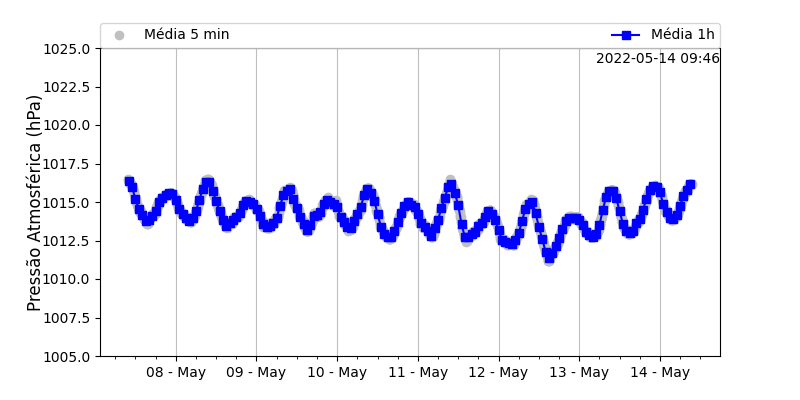 Média 5 min
Média 1h
2022-05-14 09:46
Pressão Atmosférica (hPa)
1025.0
1022.5
1020.0
1017.5
1015.0
1012.5
1010.0
1007.5
1005.0
08 - May
09 - May
10 - May
11 - May
12 - May
13 - May
14 - May